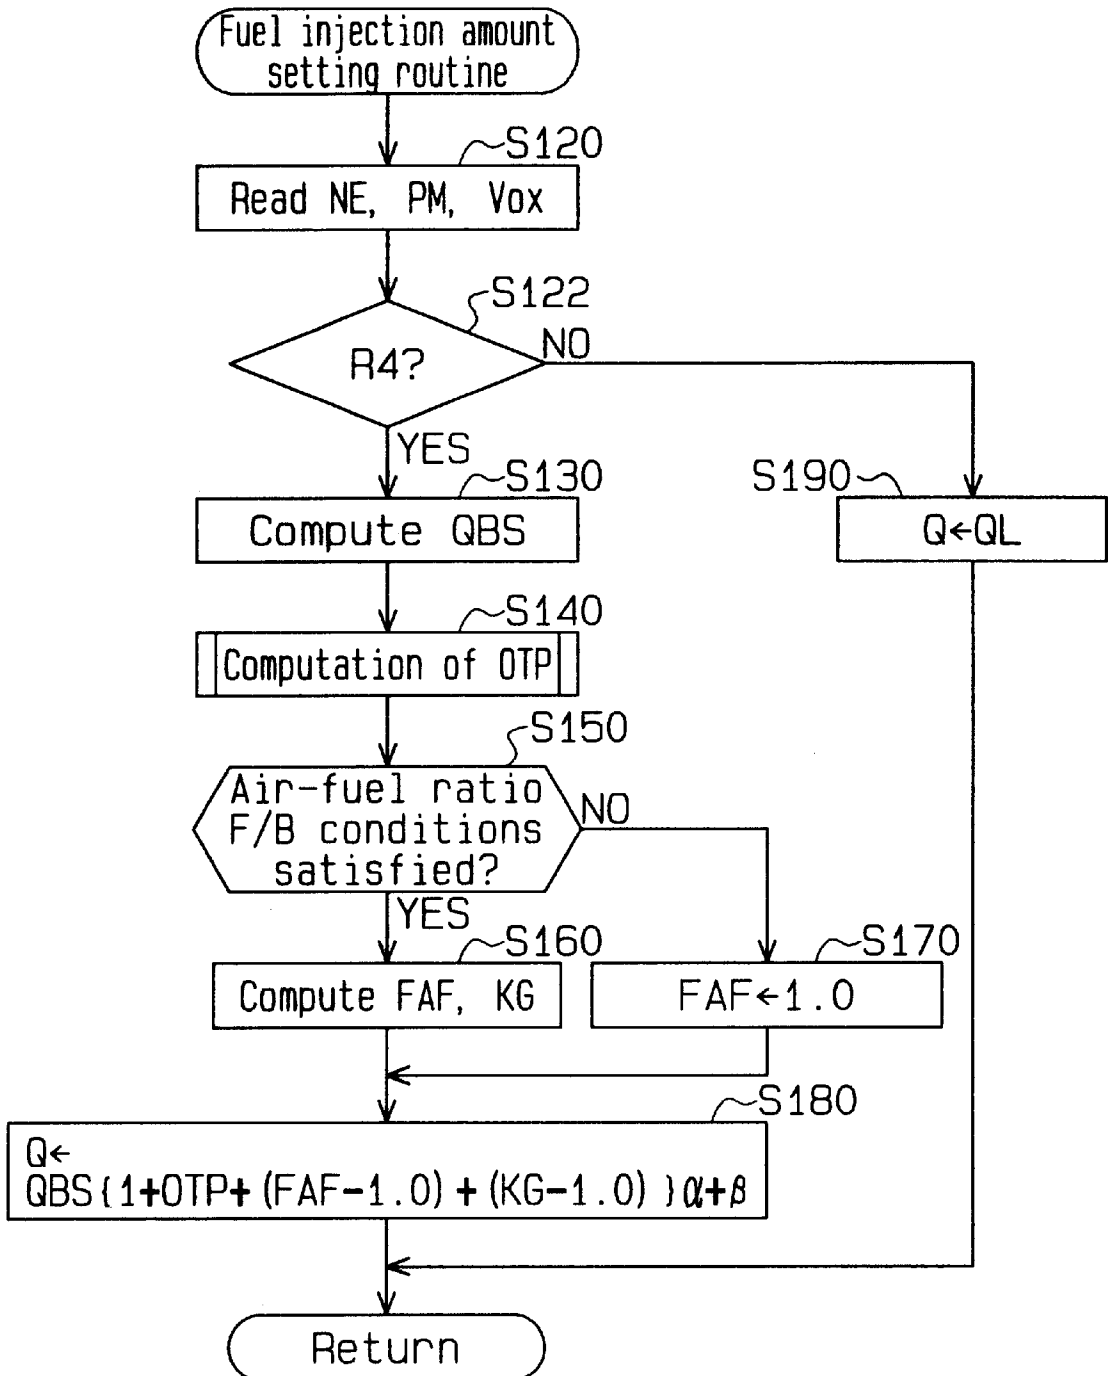 Fuel injection amount
setting routine
S120
Read NE, PM, Vox
S122
R4?
NO
YES
S130
Compute QBS
S190
Q←QL
S140
Computation of OTP
S150
Air-fuel ratio
F/B conditions
satisfied?
NO
YES
S160
Compute FAF, KG
S170
FAF←1.0
S180
Q←
QBS{1+OTP+(FAF-1.0)+(KG-1.0)}α+β
Return